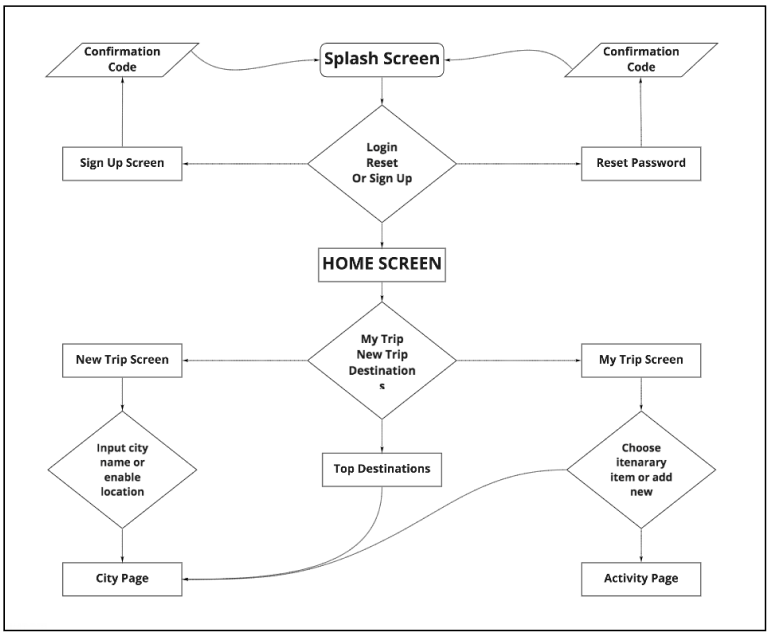 Confirmation
Code
Splash Screen
Confirmation
Code
Sign Up Screen
Login
Reset
Or Sign Up
Reset Password
HOME SCREEN
New Trip Screen
My Trip
New Trip
Destination
s
My Trip Screen
Input city
name or
enable
location
Top Destinations
Choose
itenarary
item or add
new
City Page
Activity Page